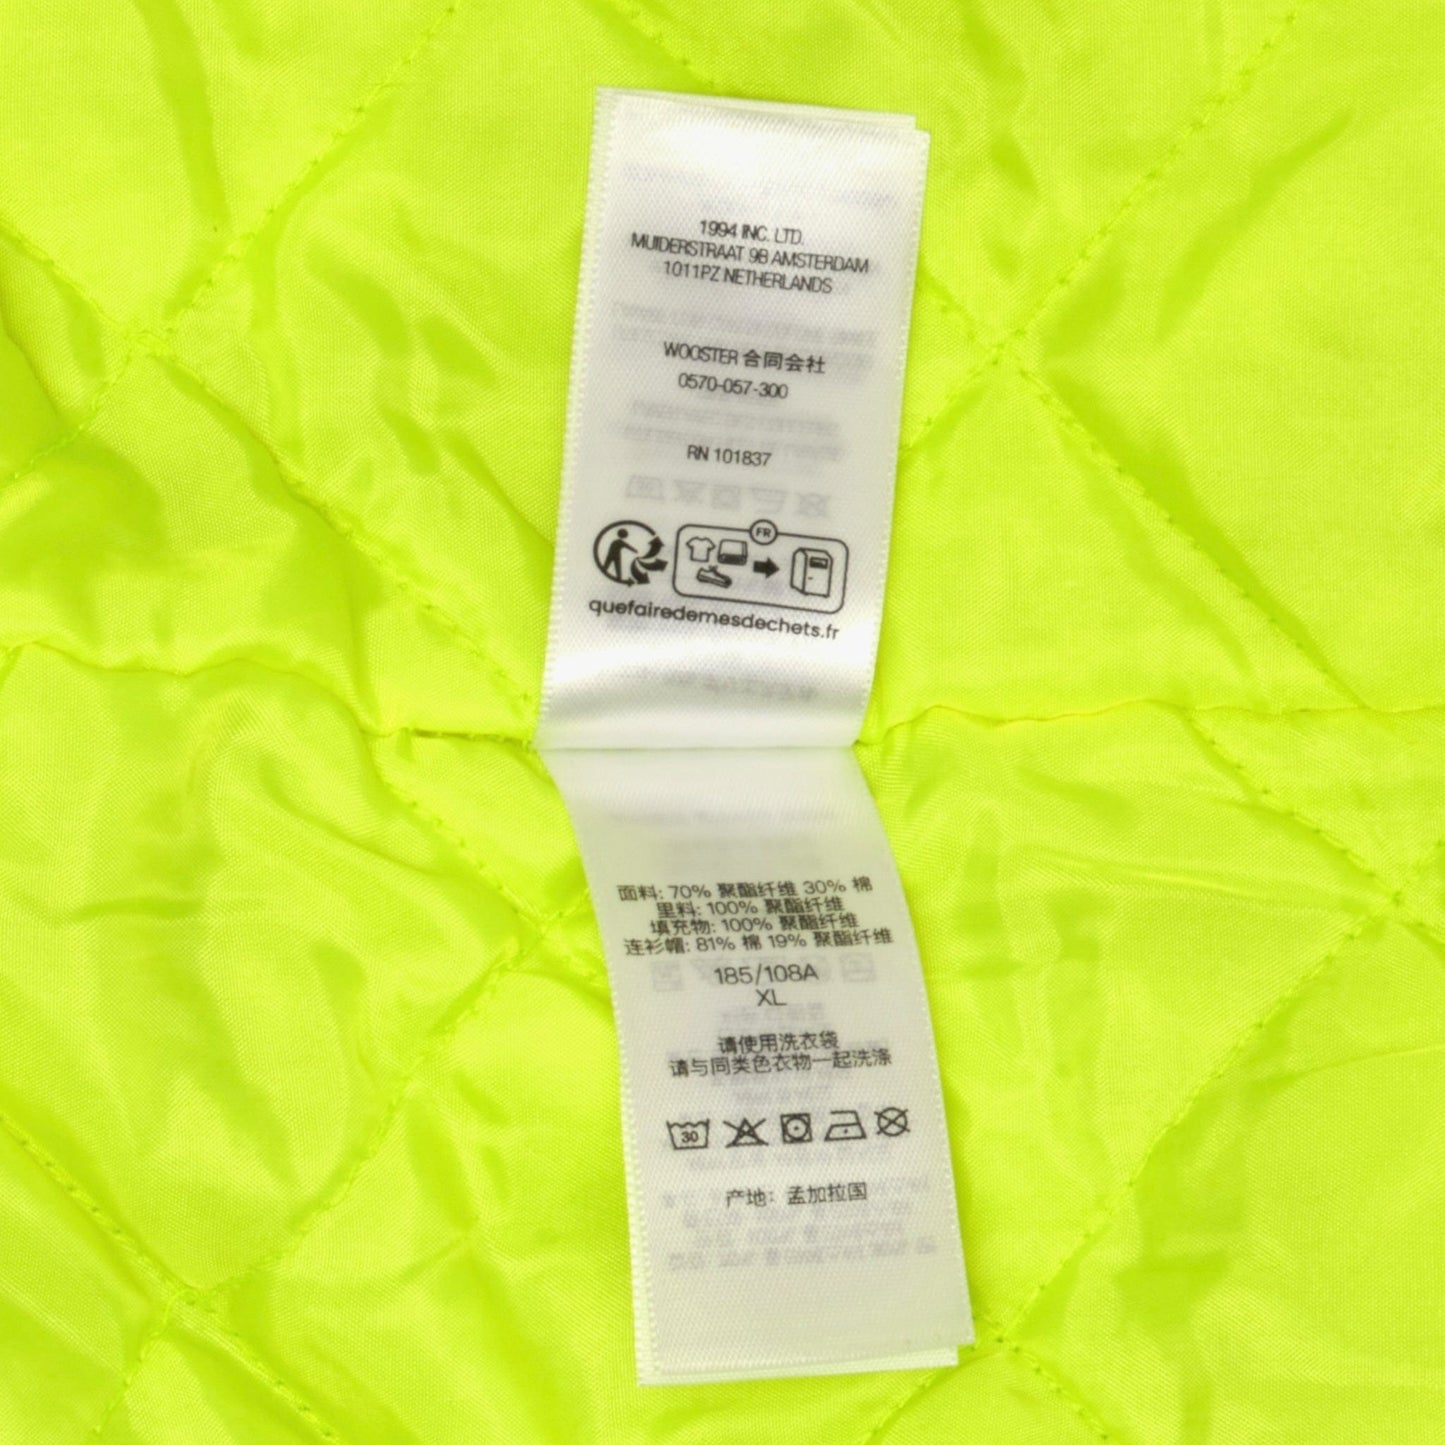 1994 INC. LTD.
MUIDERSTRAAT 98 AMSTERDAM
1011PZ NETHERLANDS
WOOSTER 合同会社
0570-057-300
RN 101837
FR
quefairedemesdechets.fr
面料: 70% 聚酯纤维 30% 棉
里料: 100% 聚酯纤维
填充物: 100% 聚酯纤维
连衫帽: 81% 棉 19% 聚酯纤维
185/108A
XL
请使用洗衣袋
请与同类色衣物一起洗涤
30
产地: 孟加拉国